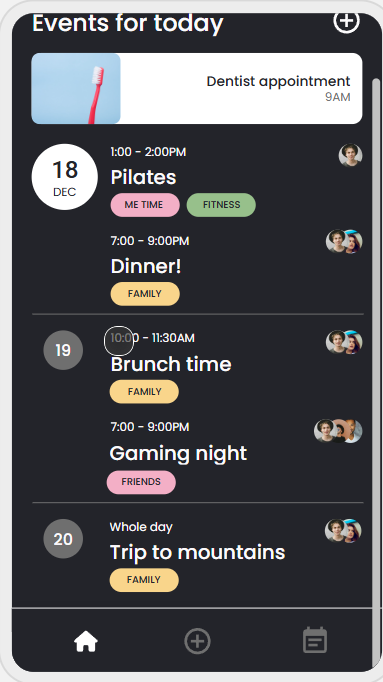 Events for today
Dentist appointment
9AM
18
DEC
1:00 - 2:00PM
Pilates
ME TIME
FITNESS
7:00 - 9:00PM
Dinner!
FAMILY
19
10:00 - 11:30AM
Brunch time
FAMILY
7:00 - 9:00PM
Gaming night
FRIENDS
20
Whole day
Trip to mountains
FAMILY